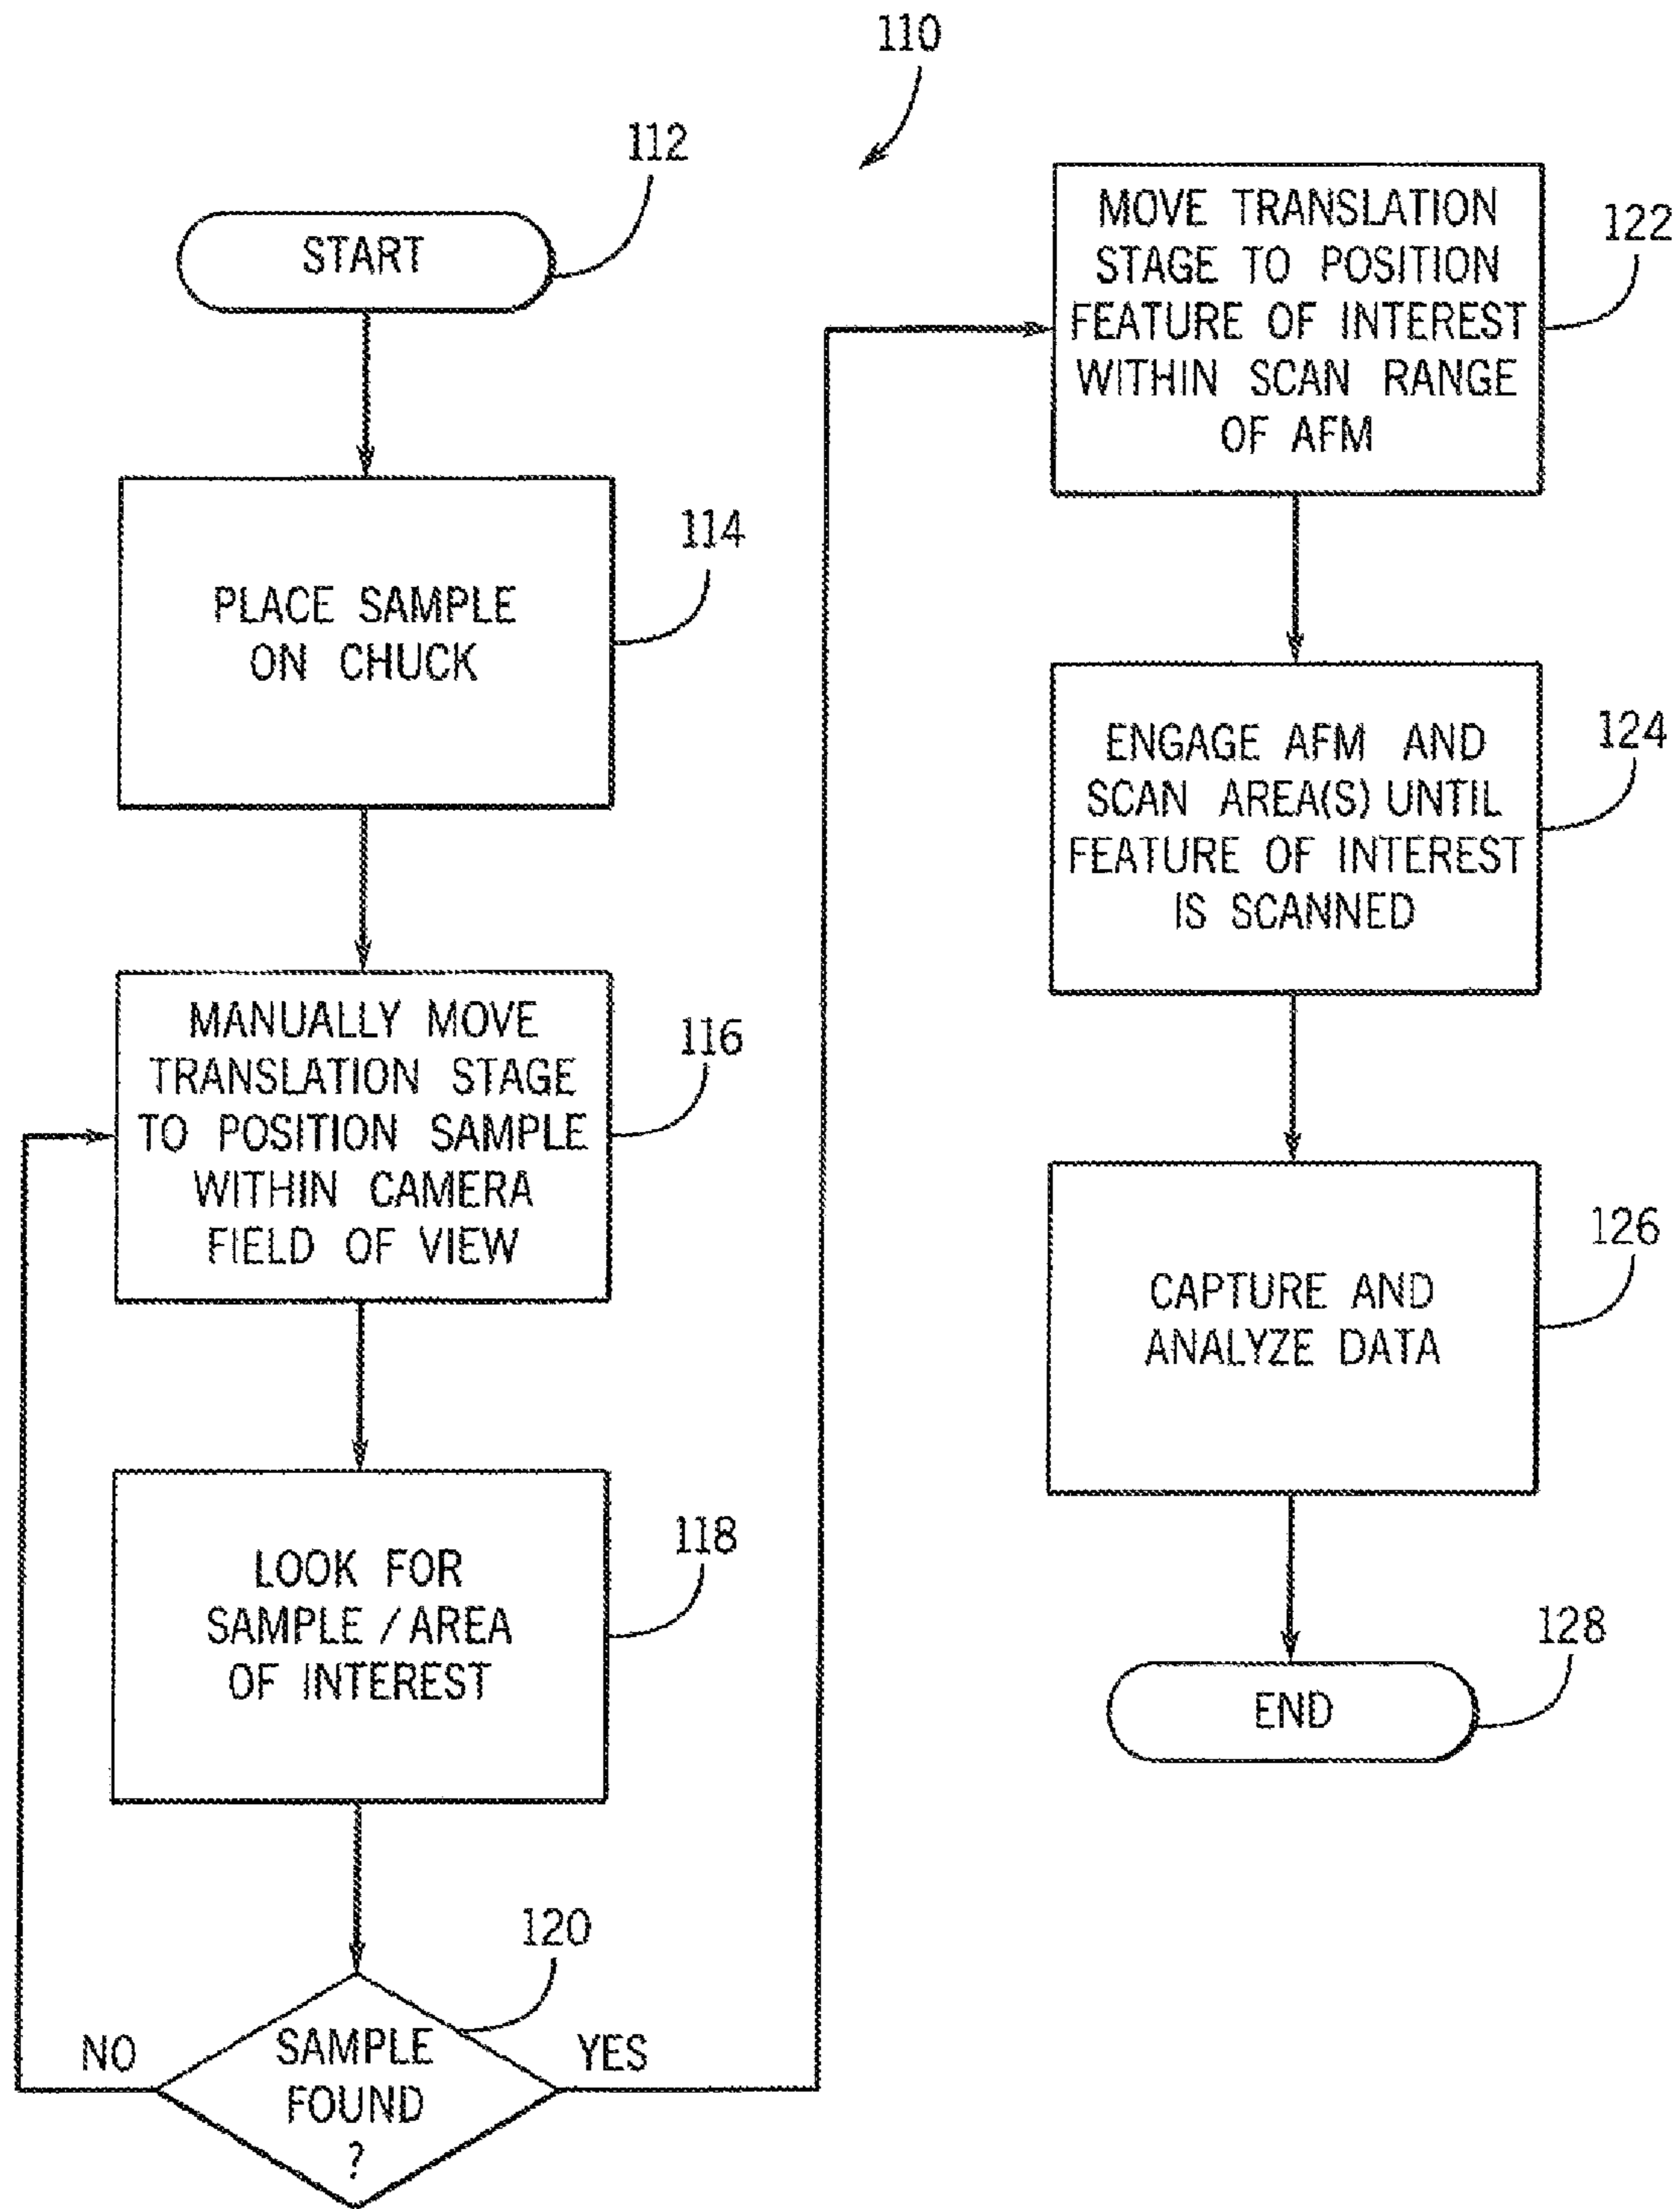 110
112
START
114
PLACE SAMPLE
ON CHUCK
116
MANUALLY MOVE
TRANSLATION STAGE
TO POSITION SAMPLE
WITHIN CAMERA
FIELD OF VIEW
118
LOOK FOR
SAMPLE / AREA
OF INTEREST
120
NO
SAMPLE
FOUND
?
YES
122
MOVE TRANSLATION
STAGE TO POSITION
FEATURE OF INTEREST
WITHIN SCAN RANGE
OF AFM
124
ENGAGE AFM AND
SCAN AREA(S) UNTIL
FEATURE OF INTEREST
IS SCANNED
126
CAPTURE AND
ANALYZE DATA
128
END